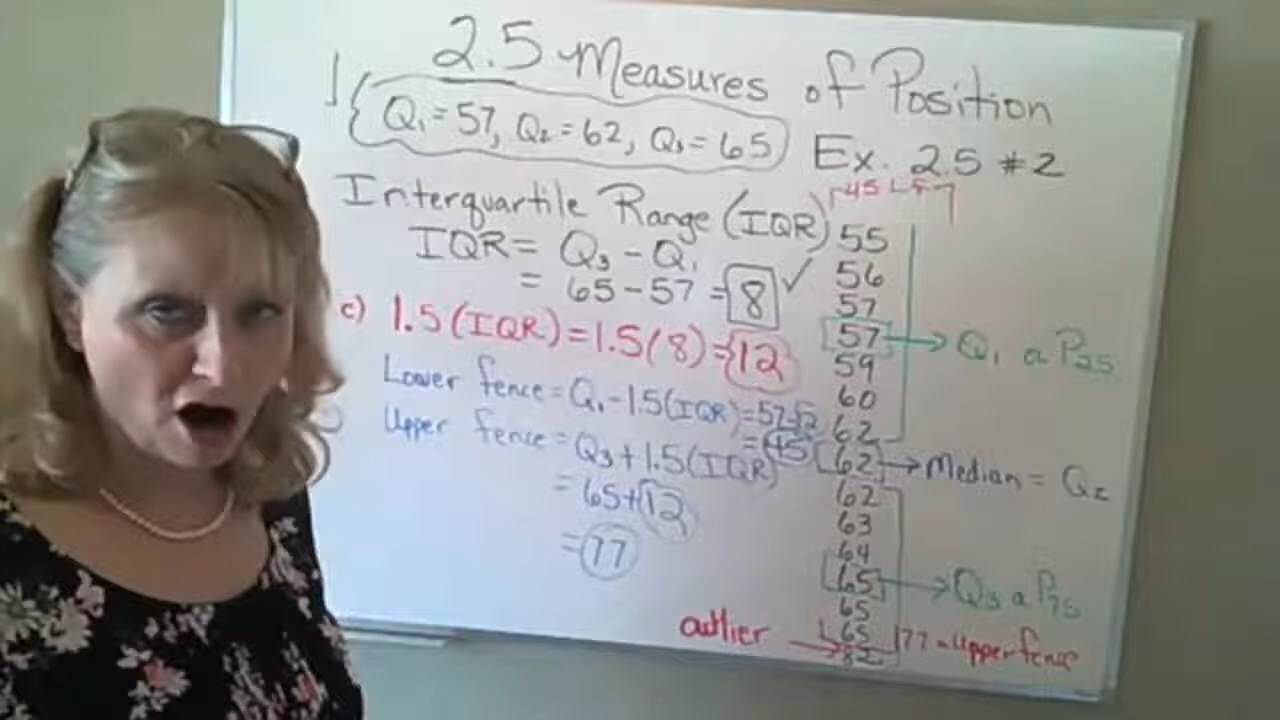 2.5 Measures of Position
Q₁ = 57, Q₂ = 62, Q₃ = 65
Ex. 2.5 #2
Interquartile Range (IQR)
IQR = Q₃ - Q₁
= 65 - 57 = 8 ✓
c) 1.5 (IQR) = 1.5(8) = 12
Lower fence = Q₁ - 1.5(IQR) = 57 - 12
= 45
Upper fence = Q₃ + 1.5(IQR)
= 65 + 12
= 77
45
55
56
57
57 → Q₁ a P₂₅
59
60
62
62 → Median = Q₂
62
63
64
65 → Q₃ a P₇₅
65
65
77 = Upper fence
outlier → 82